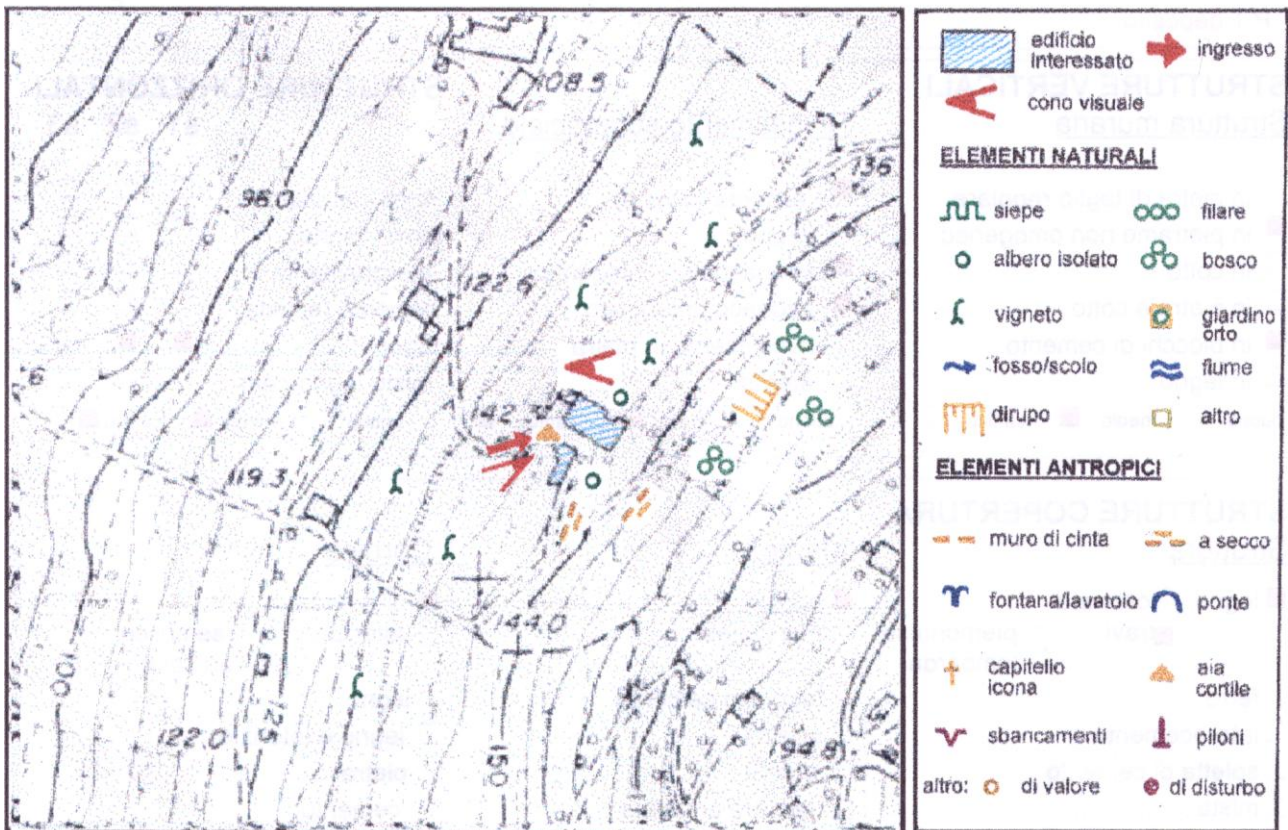 108.5
136
98.0
122.6
142.3
119.3
144.0
100
125
122.0
150
194.8
edificio
interessato
ingresso
cono visuale
ELEMENTI NATURALI
siepe
filare
albero isolato
bosco
vigneto
giardino
orto
fosso/scolo
fiume
dirupo
altro
ELEMENTI ANTROPICI
muro di cinta
a secco
fontana/lavatoio
ponte
capitello
icona
aia
cortile
sbancamenti
piloni
altro:
di valore
di disturbo